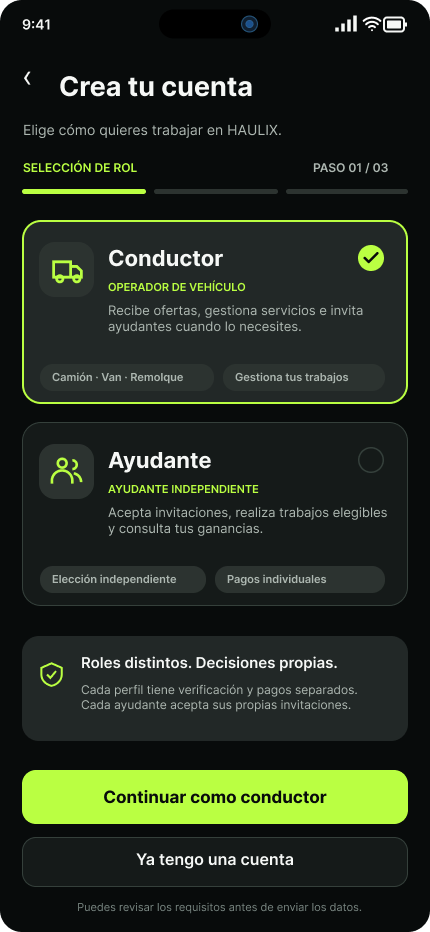 9:41
Crea tu cuenta
Elige cómo quieres trabajar en HAULIX.
SELECCIÓN DE ROL
PASO 01 / 03
Conductor
OPERADOR DE VEHÍCULO
Recibe ofertas, gestiona servicios e invita
ayudantes cuando lo necesites.
Camión · Van · Remolque
Gestiona tus trabajos
Ayudante
AYUDANTE INDEPENDIENTE
Acepta invitaciones, realiza trabajos elegibles
y consulta tus ganancias.
Elección independiente
Pagos individuales
Roles distintos. Decisiones propias.
Cada perfil tiene verificación y pagos separados.
Cada ayudante acepta sus propias invitaciones.
Continuar como conductor
Ya tengo una cuenta
Puedes revisar los requisitos antes de enviar los datos.